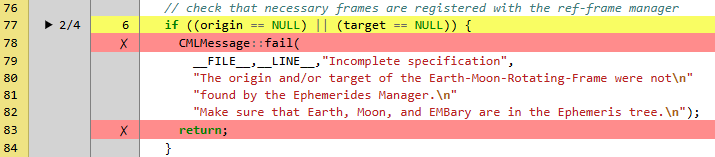 76 // check that necessary frames are registered with the ref-frame manager
77 ▶ 2/4 6 if ((origin == NULL) || (target == NULL)) {
78 X CMLMessage::fail(
79 __FILE__,__LINE__,"Incomplete specification",
80 "The origin and/or target of the Earth-Moon-Rotating-Frame were not\n"
81 "found by the Ephemerides Manager.\n"
82 "Make sure that Earth, Moon, and EMBary are in the Ephemeris tree.\n");
83 X return;
84 }